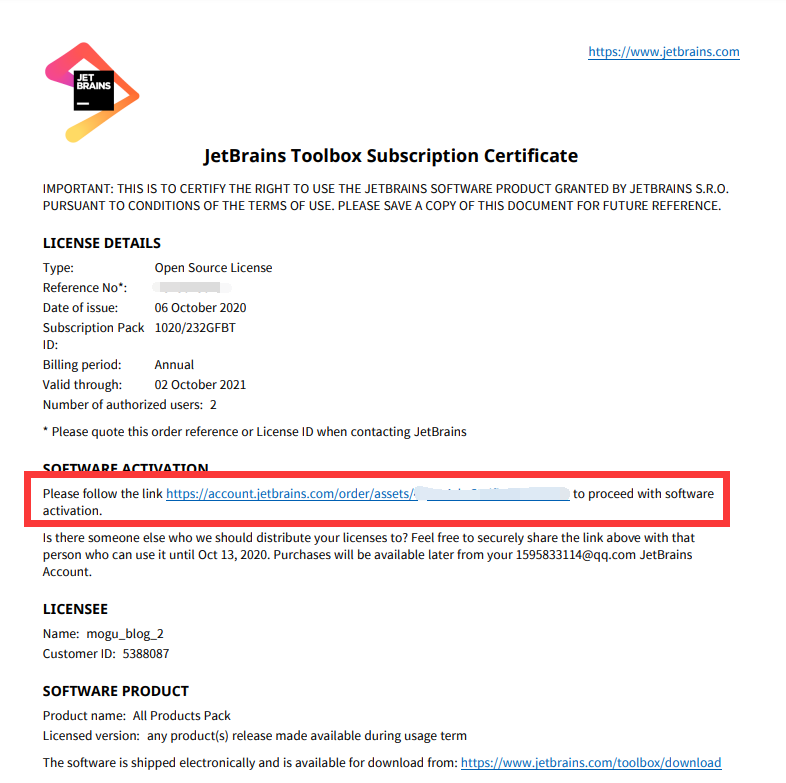 https://www.jetbrains.com
JET
BRAINS
JetBrains Toolbox Subscription Certificate
IMPORTANT: THIS IS TO CERTIFY THE RIGHT TO USE THE JETBRAINS SOFTWARE PRODUCT GRANTED BY JETBRAINS S.R.O.
PURSUANT TO CONDITIONS OF THE TERMS OF USE. PLEASE SAVE A COPY OF THIS DOCUMENT FOR FUTURE REFERENCE.
LICENSE DETAILS
Type: Open Source License
Reference No*:
Date of issue: 06 October 2020
Subscription Pack 1020/232GFBT
ID:
Billing period: Annual
Valid through: 02 October 2021
Number of authorized users: 2
* Please quote this order reference or License ID when contacting JetBrains
SOFTWARE ACTIVATION
Please follow the link https://account.jetbrains.com/order/assets/ to proceed with software
activation.
Is there someone else who we should distribute your licenses to? Feel free to securely share the link above with that
person who can use it until Oct 13, 2020. Purchases will be available later from your 1595833114@qq.com JetBrains
Account.
LICENSEE
Name: mogu_blog_2
Customer ID: 5388087
SOFTWARE PRODUCT
Product name: All Products Pack
Licensed version: any product(s) release made available during usage term
The software is shipped electronically and is available for download from: https://www.jetbrains.com/toolbox/download